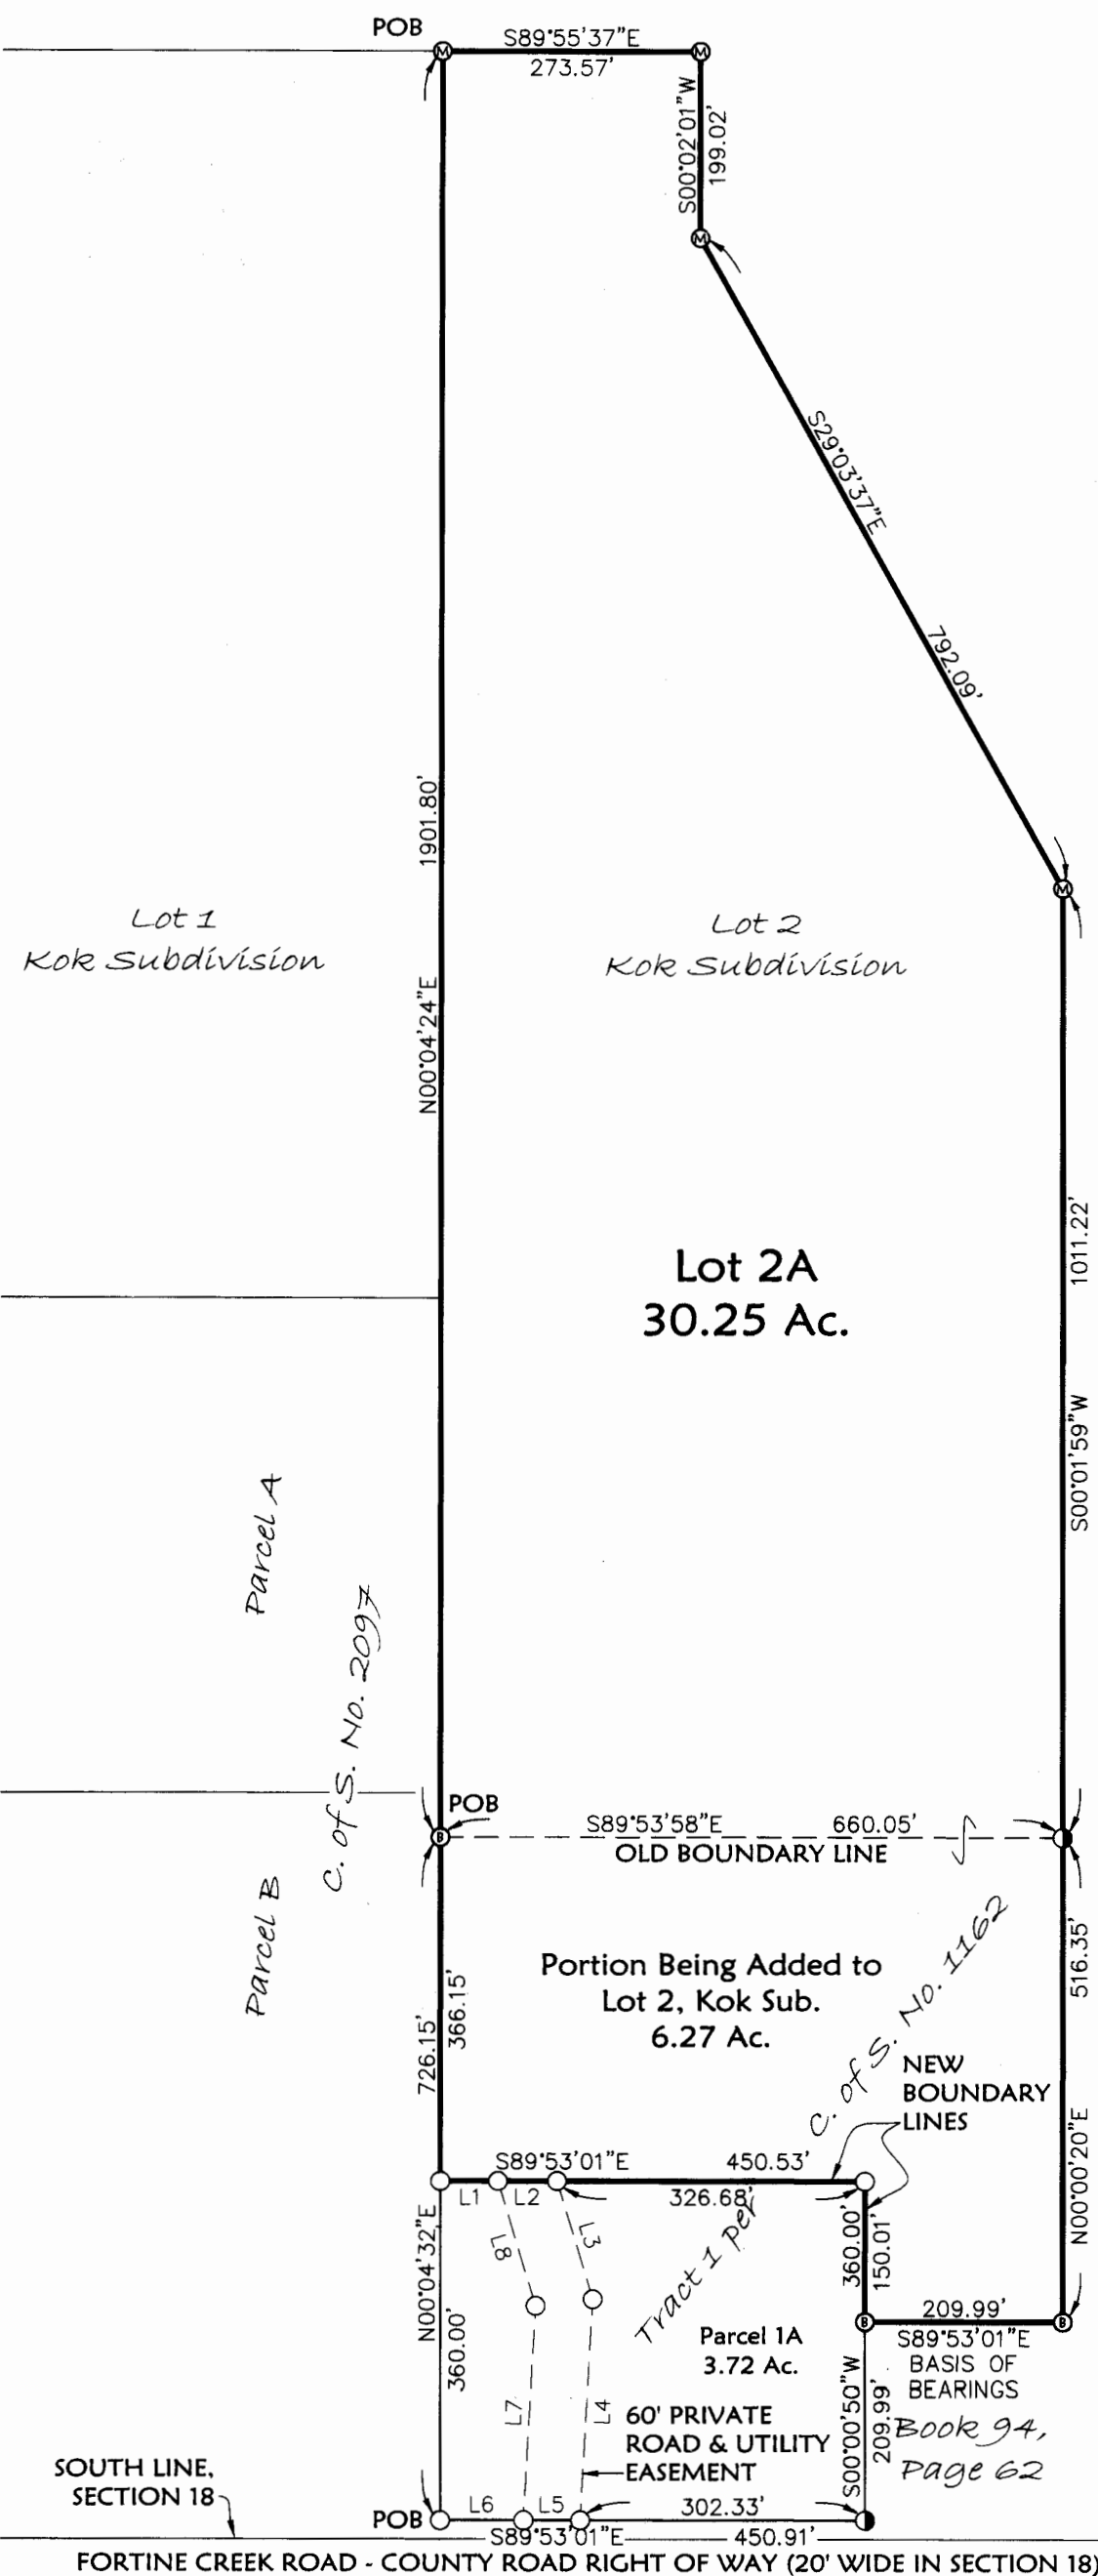 POB
S89°55'37"E
273.57'
S00°02'01"W
199.02'
S29°03'37"E
792.09'
1901.80'
N00°04'24"E
Lot 1
Kok Subdivision
Lot 2
Kok Subdivision
1011.22'
S00°01'59"W
Lot 2A
30.25 Ac.
Parcel A
C. of S. No. 2097
Parcel B
POB
S89°53'58"E 660.05'
OLD BOUNDARY LINE
Portion Being Added to
Lot 2, Kok Sub.
6.27 Ac.
516.35'
N00°00'20"E
726.15'
366.15'
Tract 1 per C. of S. No. 1162
NEW
BOUNDARY
LINES
S89°53'01"E 450.53'
L1 L2 326.68'
L8
L3
N00°04'32"E
360.00'
360.00'
150.01'
209.99'
S89°53'01"E
BASIS OF
BEARINGS
Book 94,
Page 62
Parcel 1A
3.72 Ac.
S00°00'50"W
209.99'
L7
L4
60' PRIVATE
ROAD & UTILITY
EASEMENT
SOUTH LINE,
SECTION 18
POB
L6 L5 302.33'
S89°53'01"E 450.91'
FORTINE CREEK ROAD - COUNTY ROAD RIGHT OF WAY (20' WIDE IN SECTION 18)
M
M
M
M
B
B
B